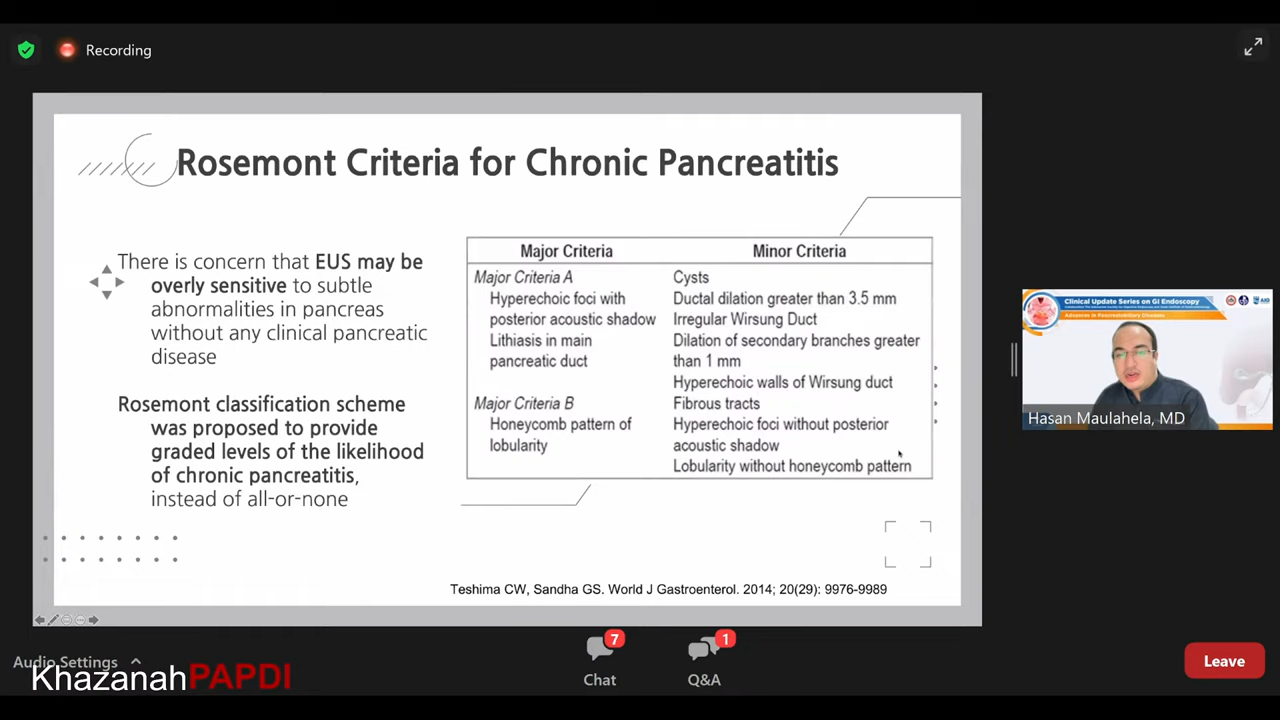 Recording
Rosemont Criteria for Chronic Pancreatitis
There is concern that EUS may be
overly sensitive to subtle
abnormalities in pancreas
without any clinical pancreatic
disease
Rosemont classification scheme
was proposed to provide
graded levels of the likelihood
of chronic pancreatitis,
instead of all-or-none
Major Criteria
Major Criteria A
Hyperechoic foci with
posterior acoustic shadow
Lithiasis in main
pancreatic duct
Major Criteria B
Honeycomb pattern of
lobularity
Minor Criteria
Cysts
Ductal dilation greater than 3.5 mm
Irregular Wirsung Duct
Dilation of secondary branches greater
than 1 mm
Hyperechoic walls of Wirsung duct
Fibrous tracts
Hyperechoic foci without posterior
acoustic shadow
Lobularity without honeycomb pattern
Teshima CW, Sandha GS. World J Gastroenterol. 2014; 20(29): 9976-9989
Clinical Update Series on GI Endoscopy
Advances in Pancreatobiliary Diseases
Hasan Maulahela, MD
Audio Settings
KhazanahPAPDI
7
Chat
1
Q&A
Leave